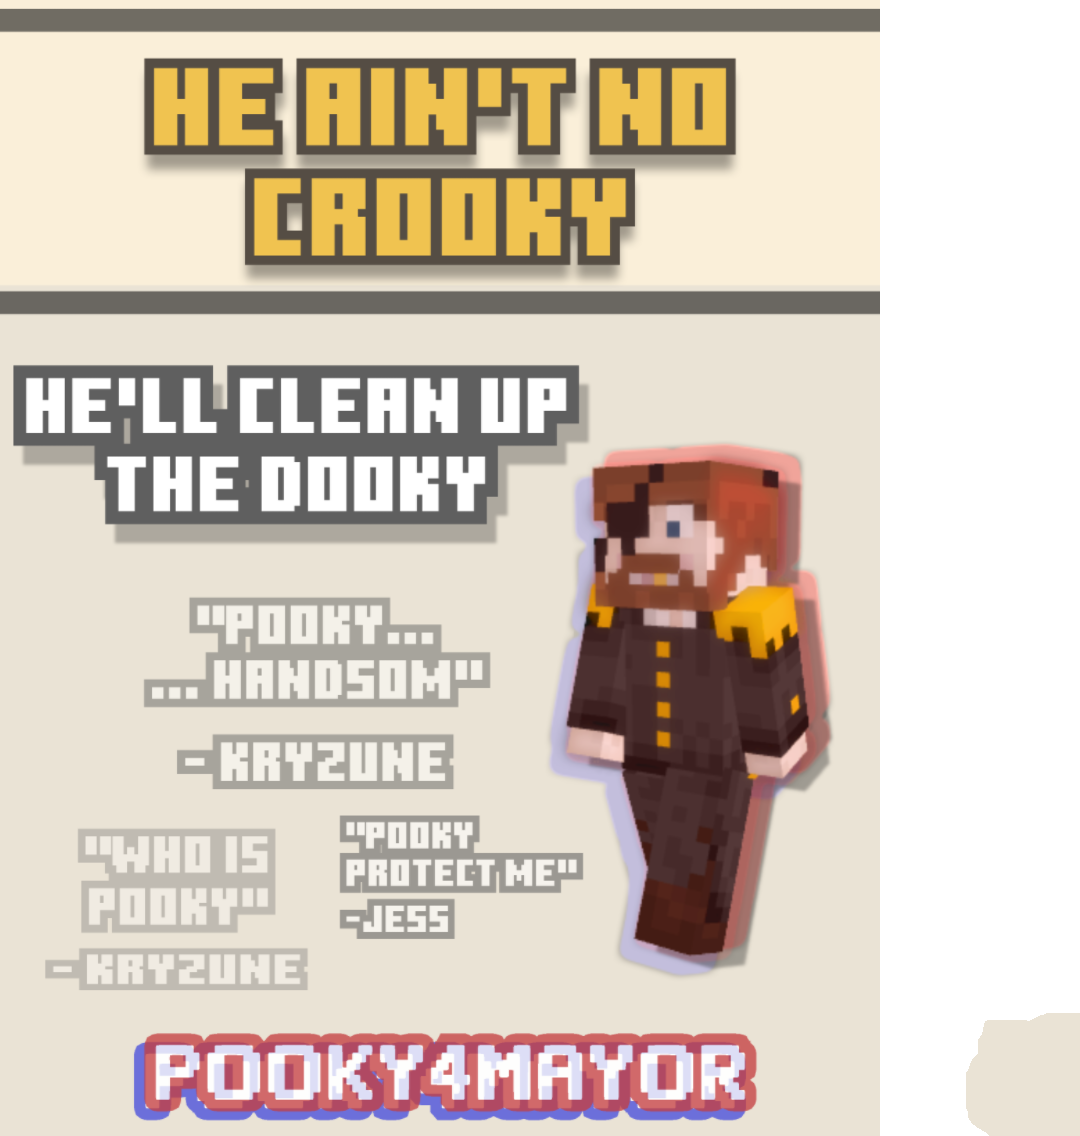 HE AIN'T NO
CROOKY
HE'LL CLEAN UP
THE DOOKY
"POOKY...
... HANDSOM"
- KRYZUNE
"WHO IS
POOKY"
- KRYZUNE
"POOKY
PROTECT ME"
-JESS
POOKY4MAYOR